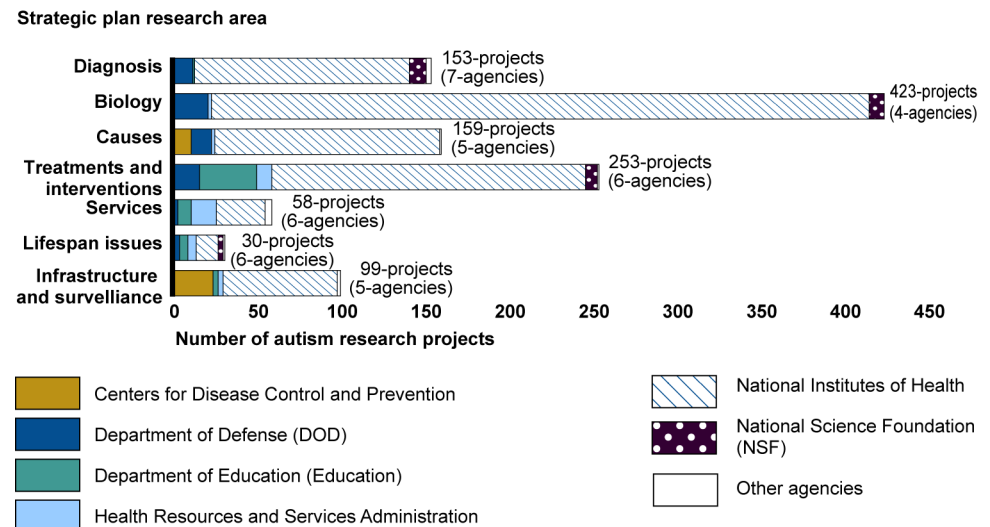 Strategic plan research area
Diagnosis
153-projects
(7-agencies)
Biology
423-projects
(4-agencies)
Causes
159-projects
(5-agencies)
Treatments and
interventions
253-projects
(6-agencies)
Services
58-projects
(6-agencies)
Lifespan issues
30-projects
(6-agencies)
Infrastructure
and survelliance
99-projects
(5-agencies)
0 50 100 150 200 250 300 350 400 450
Number of autism research projects
Centers for Disease Control and Prevention
Department of Defense (DOD)
Department of Education (Education)
Health Resources and Services Administration
National Institutes of Health
National Science Foundation
(NSF)
Other agencies